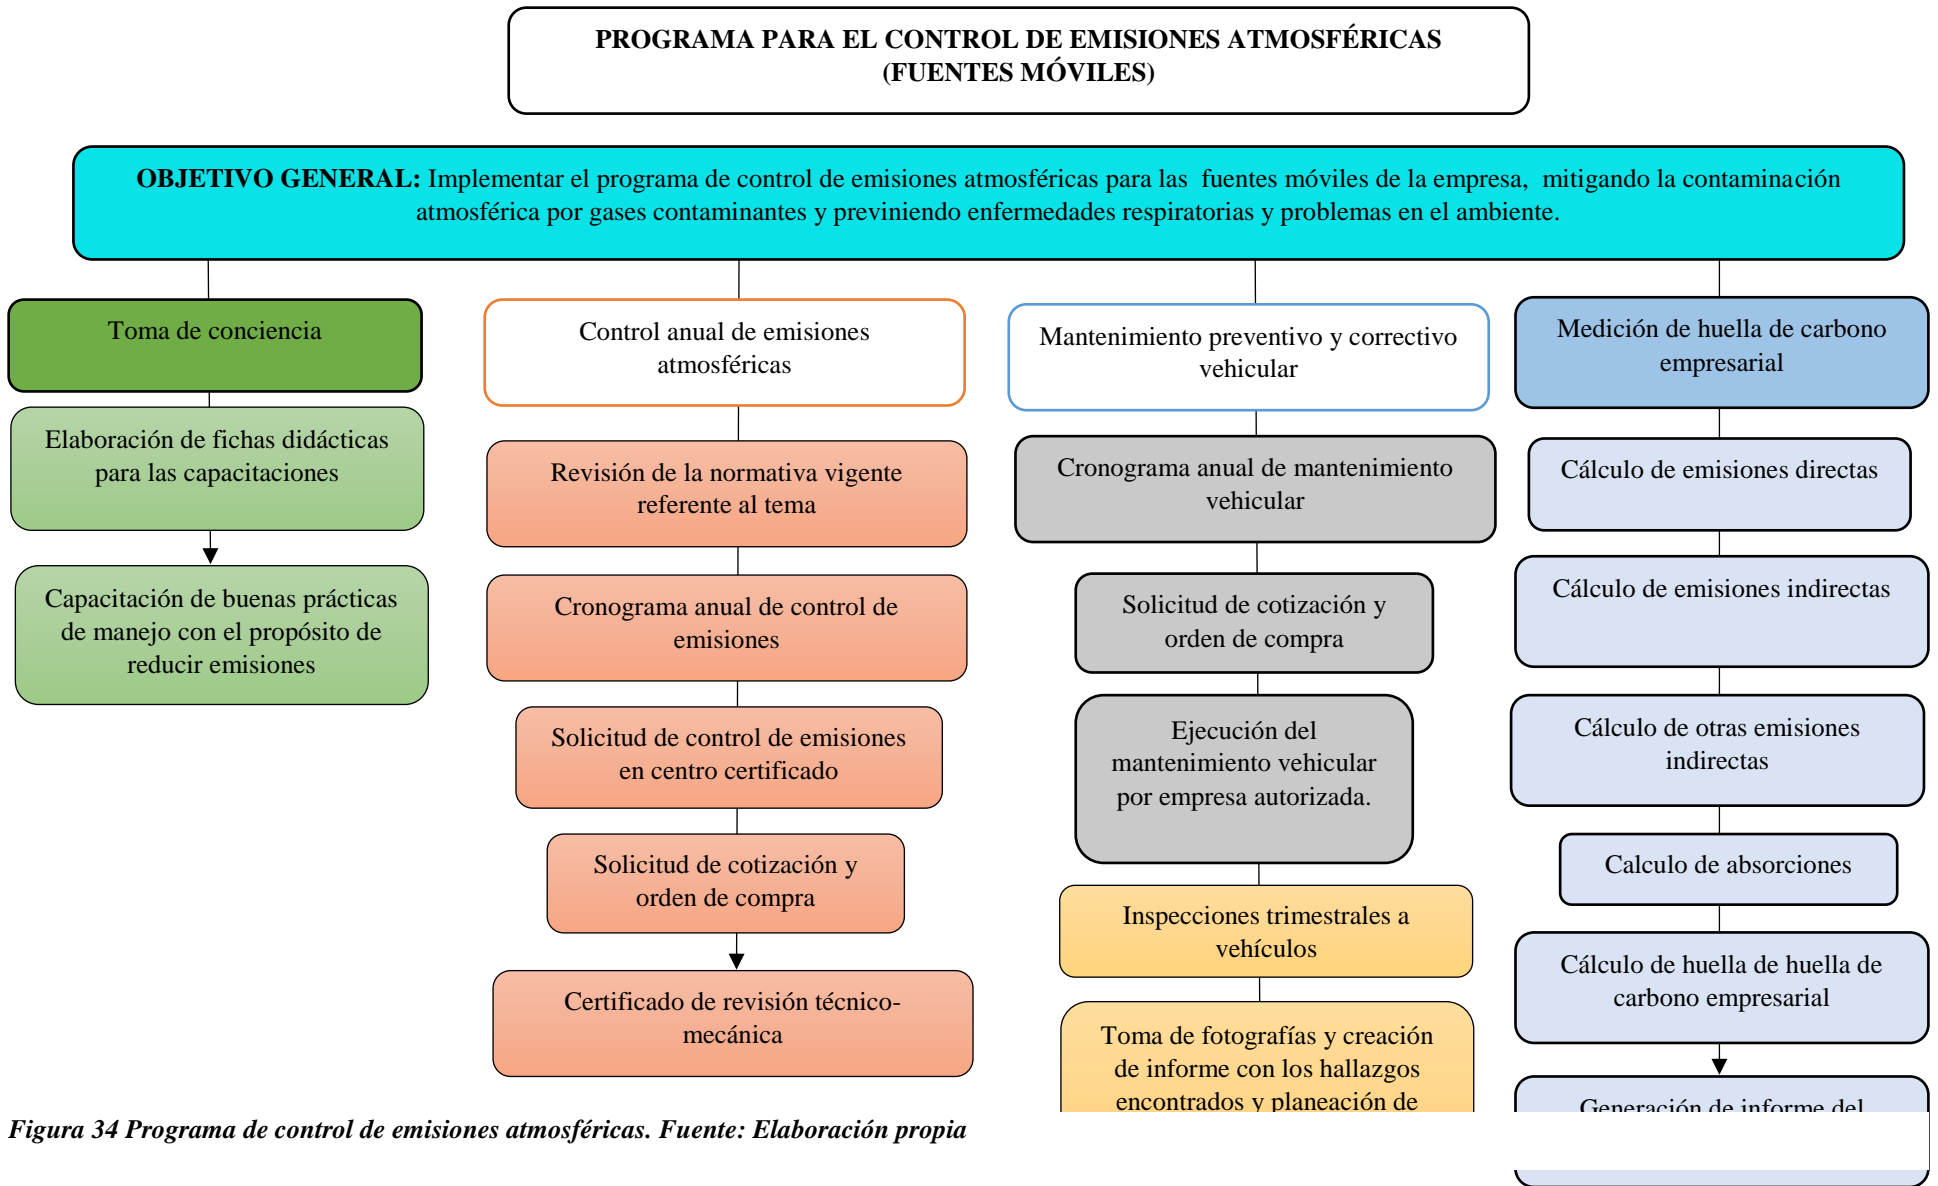 PROGRAMA PARA EL CONTROL DE EMISIONES ATMOSFÉRICAS
(FUENTES MÓVILES)
OBJETIVO GENERAL: Implementar el programa de control de emisiones atmosféricas para las fuentes móviles de la empresa, mitigando la contaminación
atmosférica por gases contaminantes y previniendo enfermedades respiratorias y problemas en el ambiente.
Toma de conciencia
Elaboración de fichas didácticas
para las capacitaciones
Capacitación de buenas prácticas
de manejo con el propósito de
reducir emisiones
Control anual de emisiones
atmosféricas
Revisión de la normativa vigente
referente al tema
Cronograma anual de control de
emisiones
Solicitud de control de emisiones
en centro certificado
Solicitud de cotización y
orden de compra
Certificado de revisión técnico-
mecánica
Mantenimiento preventivo y correctivo
vehicular
Cronograma anual de mantenimiento
vehicular
Solicitud de cotización y
orden de compra
Ejecución del
mantenimiento vehicular
por empresa autorizada.
Inspecciones trimestrales a
vehículos
Toma de fotografías y creación
de informe con los hallazgos
encontrados y planeación de
Medición de huella de carbono
empresarial
Cálculo de emisiones directas
Cálculo de emisiones indirectas
Cálculo de otras emisiones
indirectas
Calculo de absorciones
Cálculo de huella de huella de
carbono empresarial
Generación de informe del
Figura 34 Programa de control de emisiones atmosféricas. Fuente: Elaboración propia